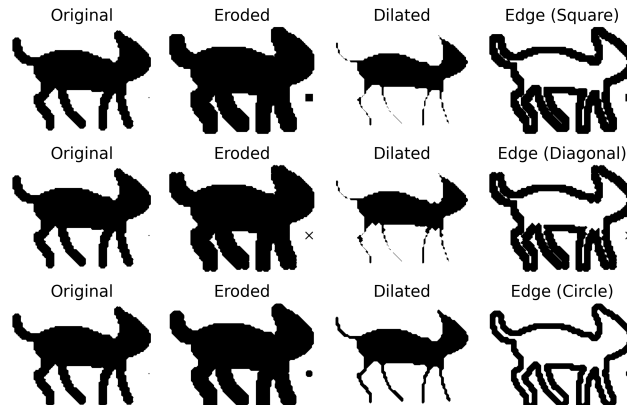 Original Eroded Dilated Edge (Square)
Original Eroded Dilated Edge (Diagonal)
Original Eroded Dilated Edge (Circle)